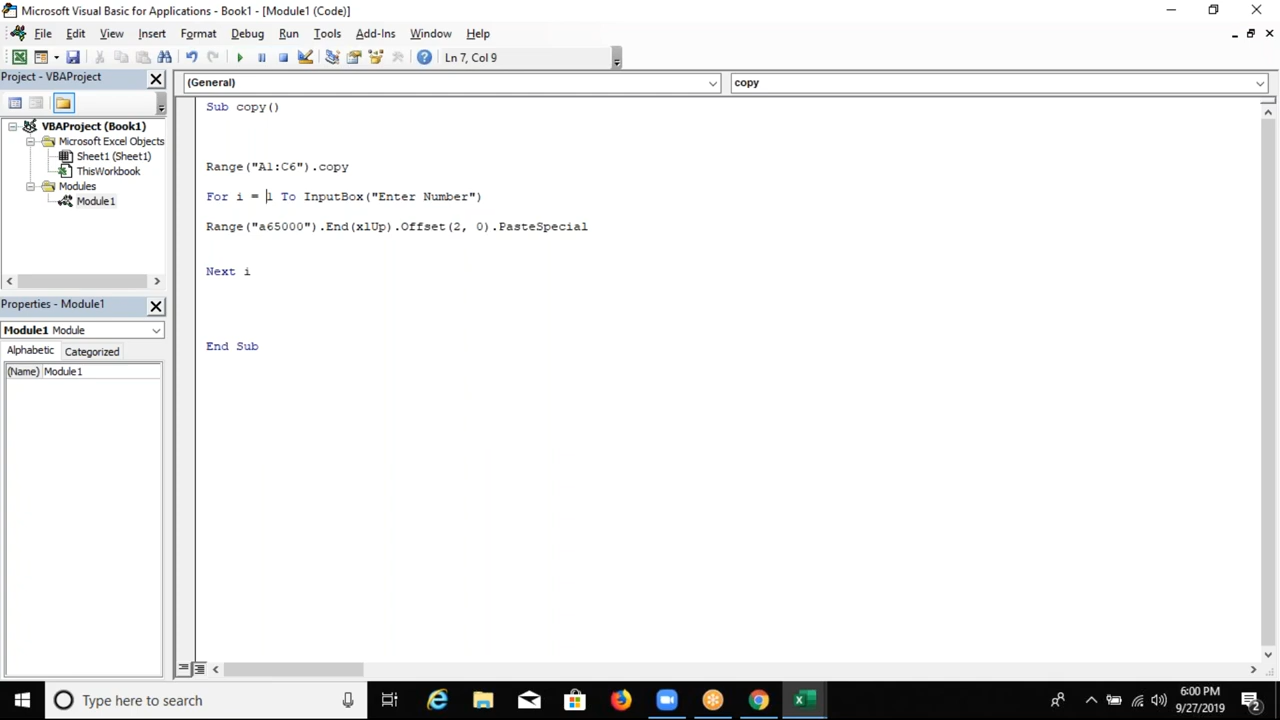 Microsoft Visual Basic for Applications - Book1 - [Module1 (Code)]
File Edit View Insert Format Debug Run Tools Add-Ins Window Help
Ln 7, Col 9
Project - VBAProject
(General)
copy
VBAProject (Book1)
Microsoft Excel Objects
Sheet1 (Sheet1)
ThisWorkbook
Modules
Module1
Sub copy()
Range("A1:C6").copy
For i = 1 To InputBox("Enter Number")
Range("a65000").End(xlUp).Offset(2, 0).PasteSpecial
Next i
End Sub
Properties - Module1
Module1 Module
Alphabetic Categorized
(Name) Module1
Type here to search
6:00 PM
9/27/2019
2